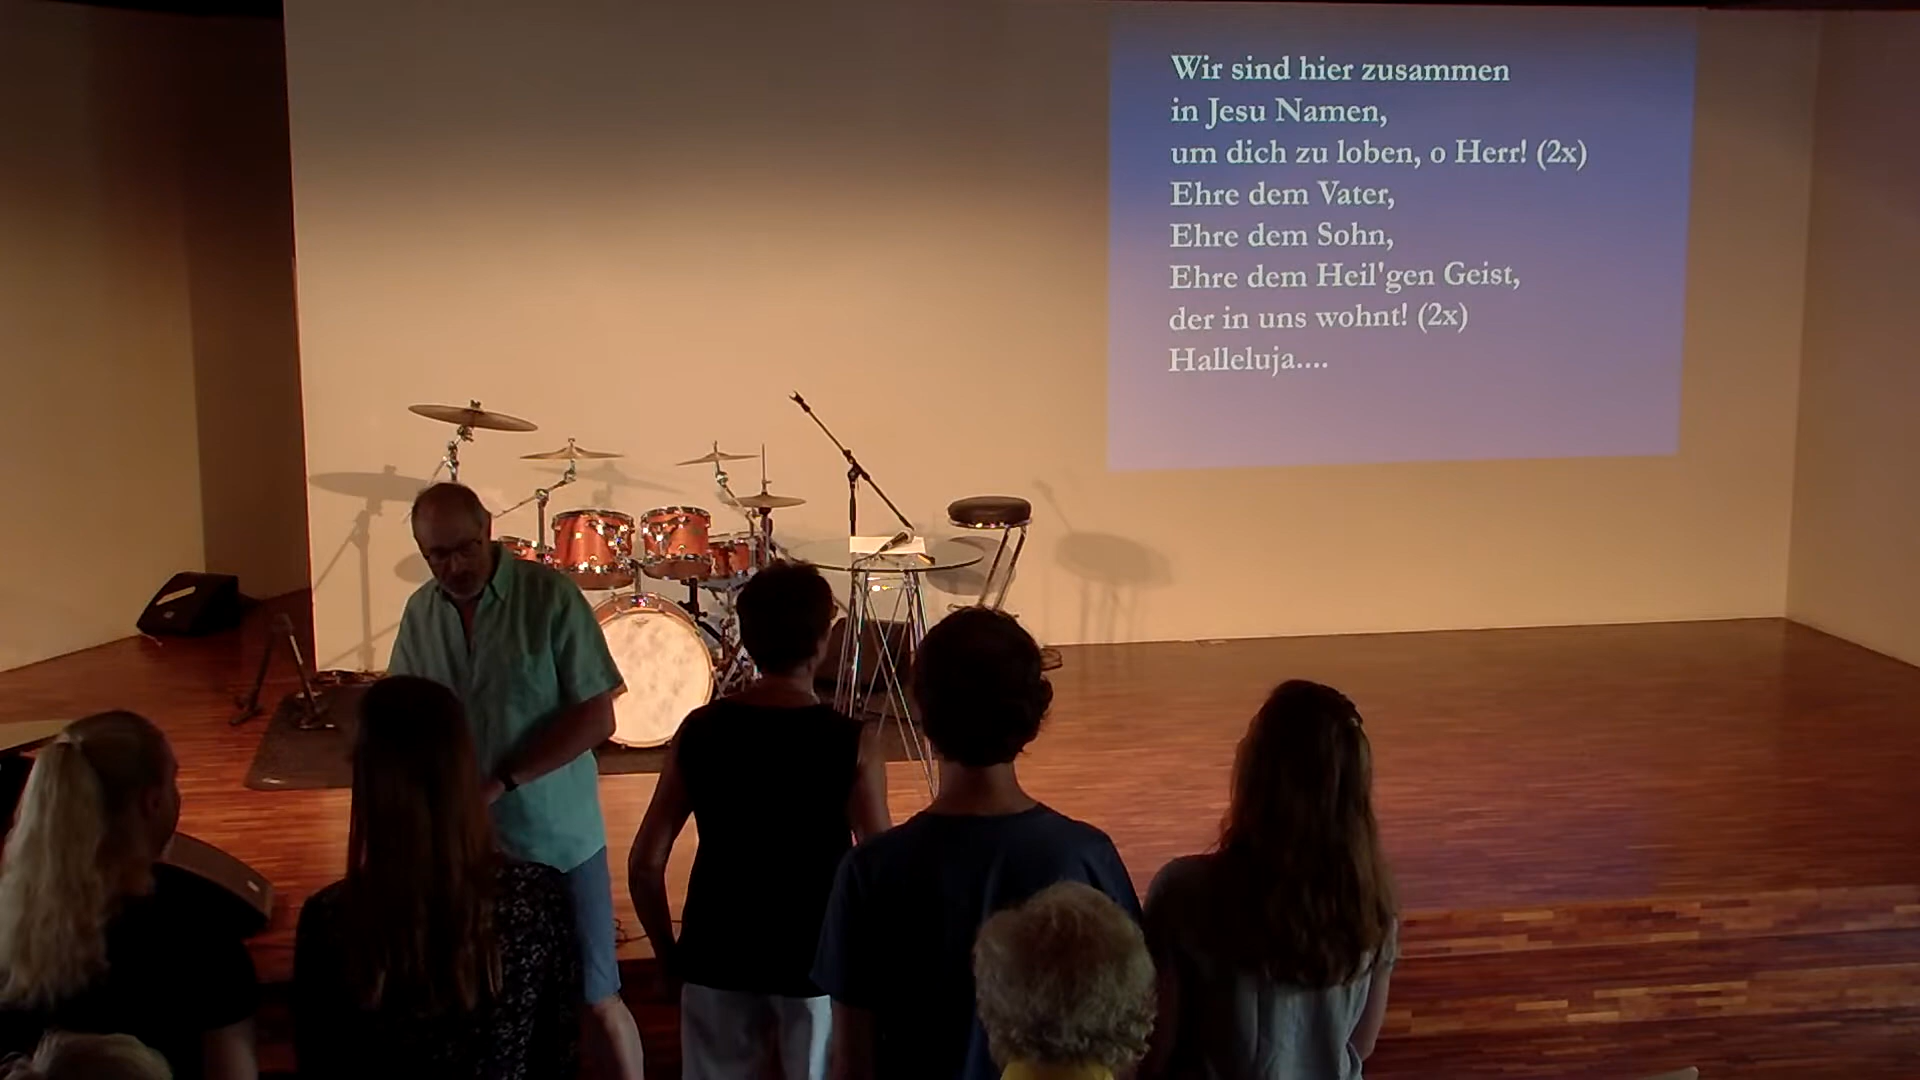 Wir sind hier zusammen
in Jesu Namen,
um dich zu loben, o Herr! (2x)
Ehre dem Vater,
Ehre dem Sohn,
Ehre dem Heil'gen Geist,
der in uns wohnt! (2x)
Halleluja....